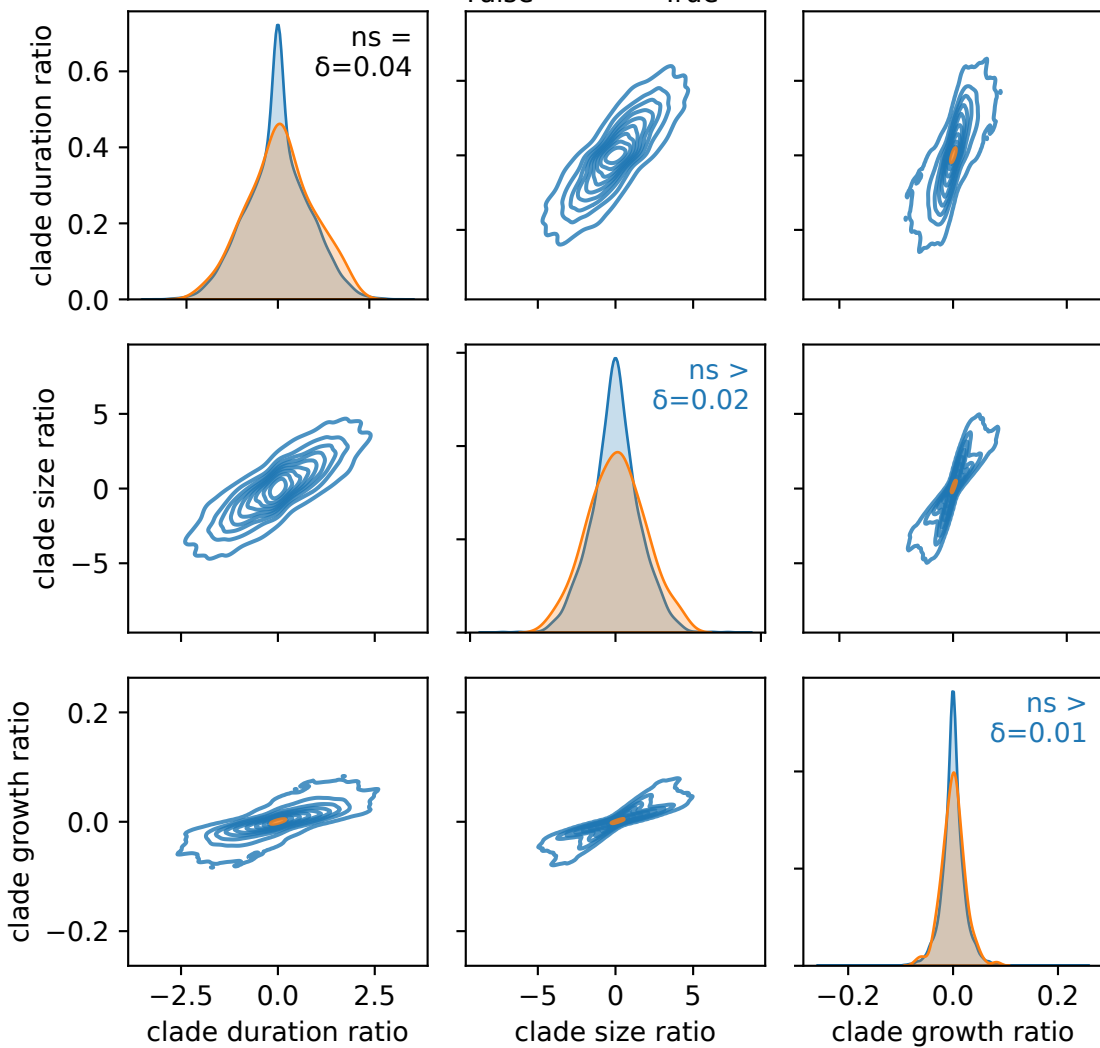 clade duration ratio
0.6
0.4
0.2
0.0
ns =
δ=0.04
clade size ratio
5
0
−5
ns >
δ=0.02
clade growth ratio
0.2
0.0
−0.2
ns >
δ=0.01
−2.5 0.0 2.5
−5 0 5
−0.2 0.0 0.2
clade duration ratio
clade size ratio
clade growth ratio